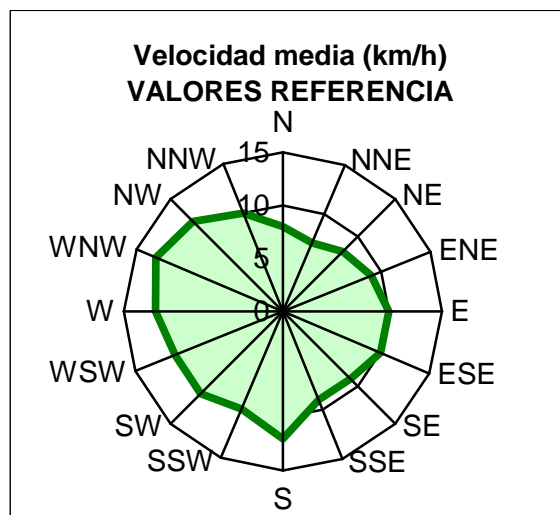 Velocidad media (km/h)
VALORES REFERENCIA
N
15
NNW
NNE
NW
10
NE
WNW
5
ENE
W
0
E
WSW
ESE
SW
SE
SSW
SSE
S